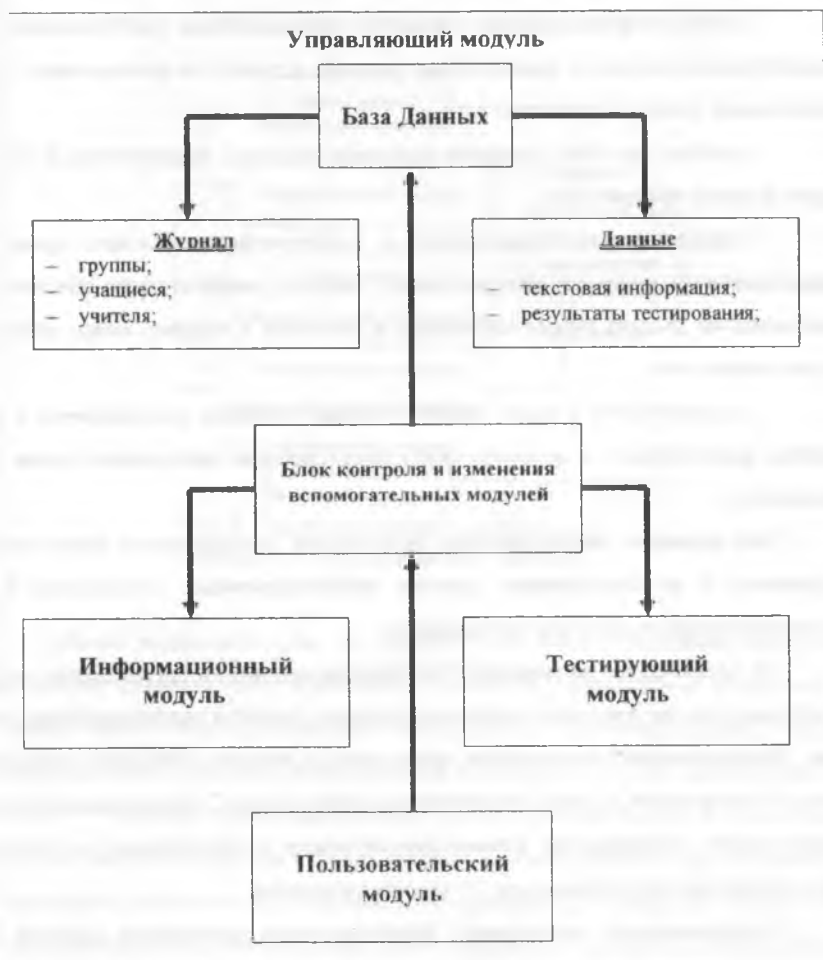 Управляющий модуль
База Данных
Журнал
– группы;
– учащиеся;
– учителя;
Данные
– текстовая информация;
– результаты тестирования;
Блок контроля и изменения
вспомогательных модулей
Информационный
модуль
Тестирующий
модуль
Пользовательский
модуль